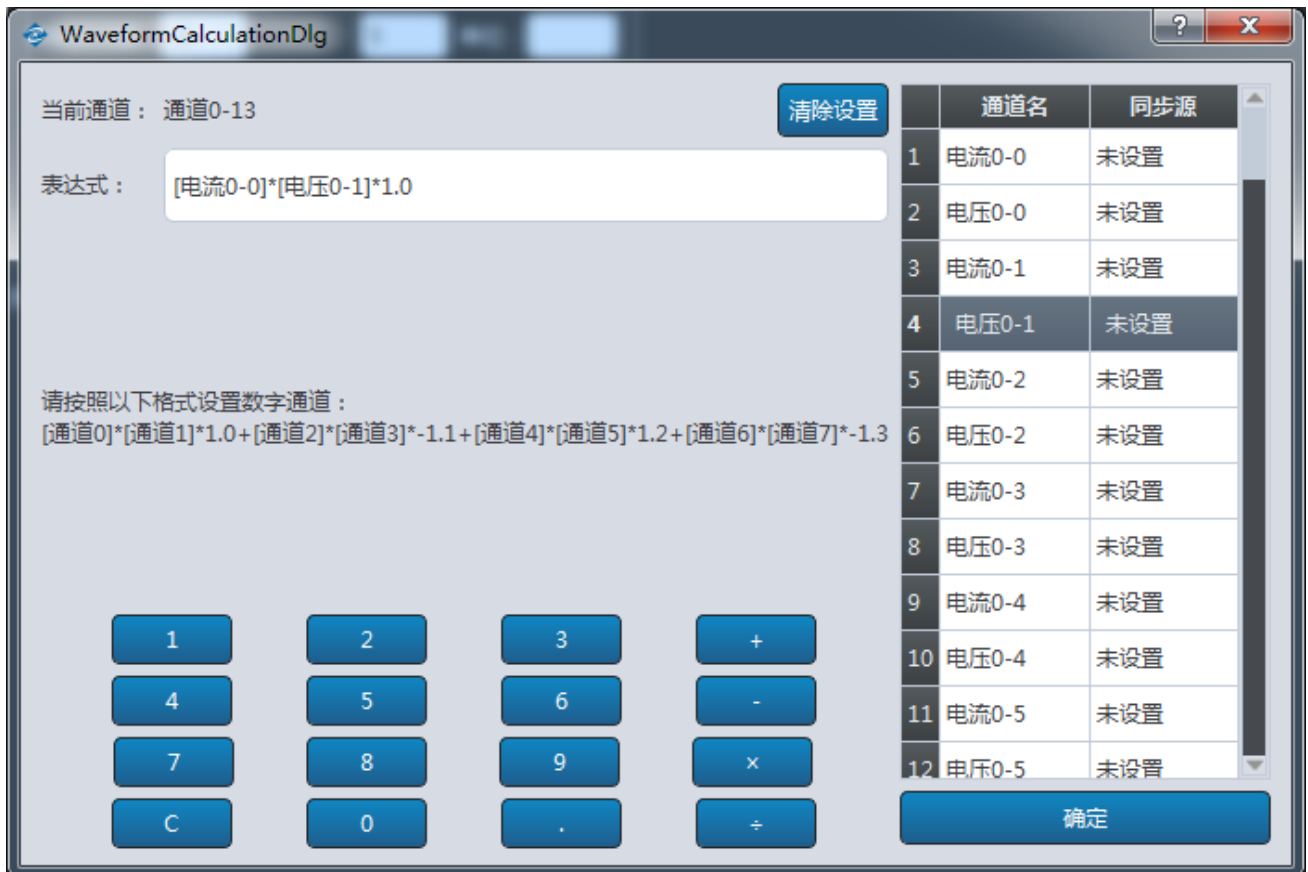 WaveformCalculationDlg
?
当前通道： 通道0-13
清除设置
表达式：
[电流0-0]*[电压0-1]*1.0
请按照以下格式设置数字通道：
[通道0]*[通道1]*1.0+[通道2]*[通道3]*-1.1+[通道4]*[通道5]*1.2+[通道6]*[通道7]*-1.3
1 2 3 +
4 5 6 -
7 8 9 ×
C 0 . ÷
通道名 同步源
1 电流0-0 未设置
2 电压0-0 未设置
3 电流0-1 未设置
4 电压0-1 未设置
5 电流0-2 未设置
6 电压0-2 未设置
7 电流0-3 未设置
8 电压0-3 未设置
9 电流0-4 未设置
10 电压0-4 未设置
11 电流0-5 未设置
12 电压0-5 未设置
确定